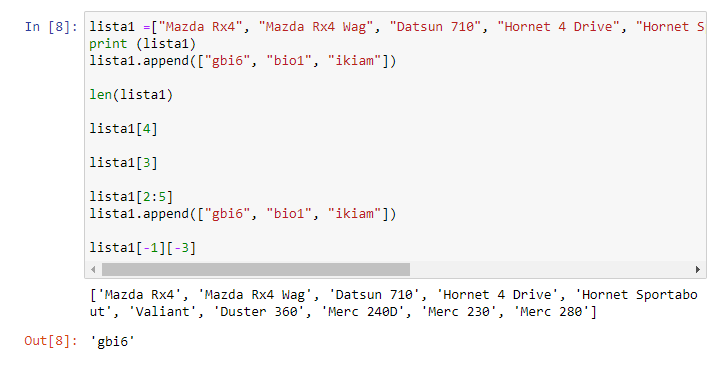 In [8]: lista1 =["Mazda Rx4", "Mazda Rx4 Wag", "Datsun 710", "Hornet 4 Drive", "Hornet S
print (lista1)
lista1.append(["gbi6", "bio1", "ikiam"])
len(lista1)
lista1[4]
lista1[3]
lista1[2:5]
lista1.append(["gbi6", "bio1", "ikiam"])
lista1[-1][-3]
['Mazda Rx4', 'Mazda Rx4 Wag', 'Datsun 710', 'Hornet 4 Drive', 'Hornet Sportabo
ut', 'Valiant', 'Duster 360', 'Merc 240D', 'Merc 230', 'Merc 280']
Out[8]: 'gbi6'